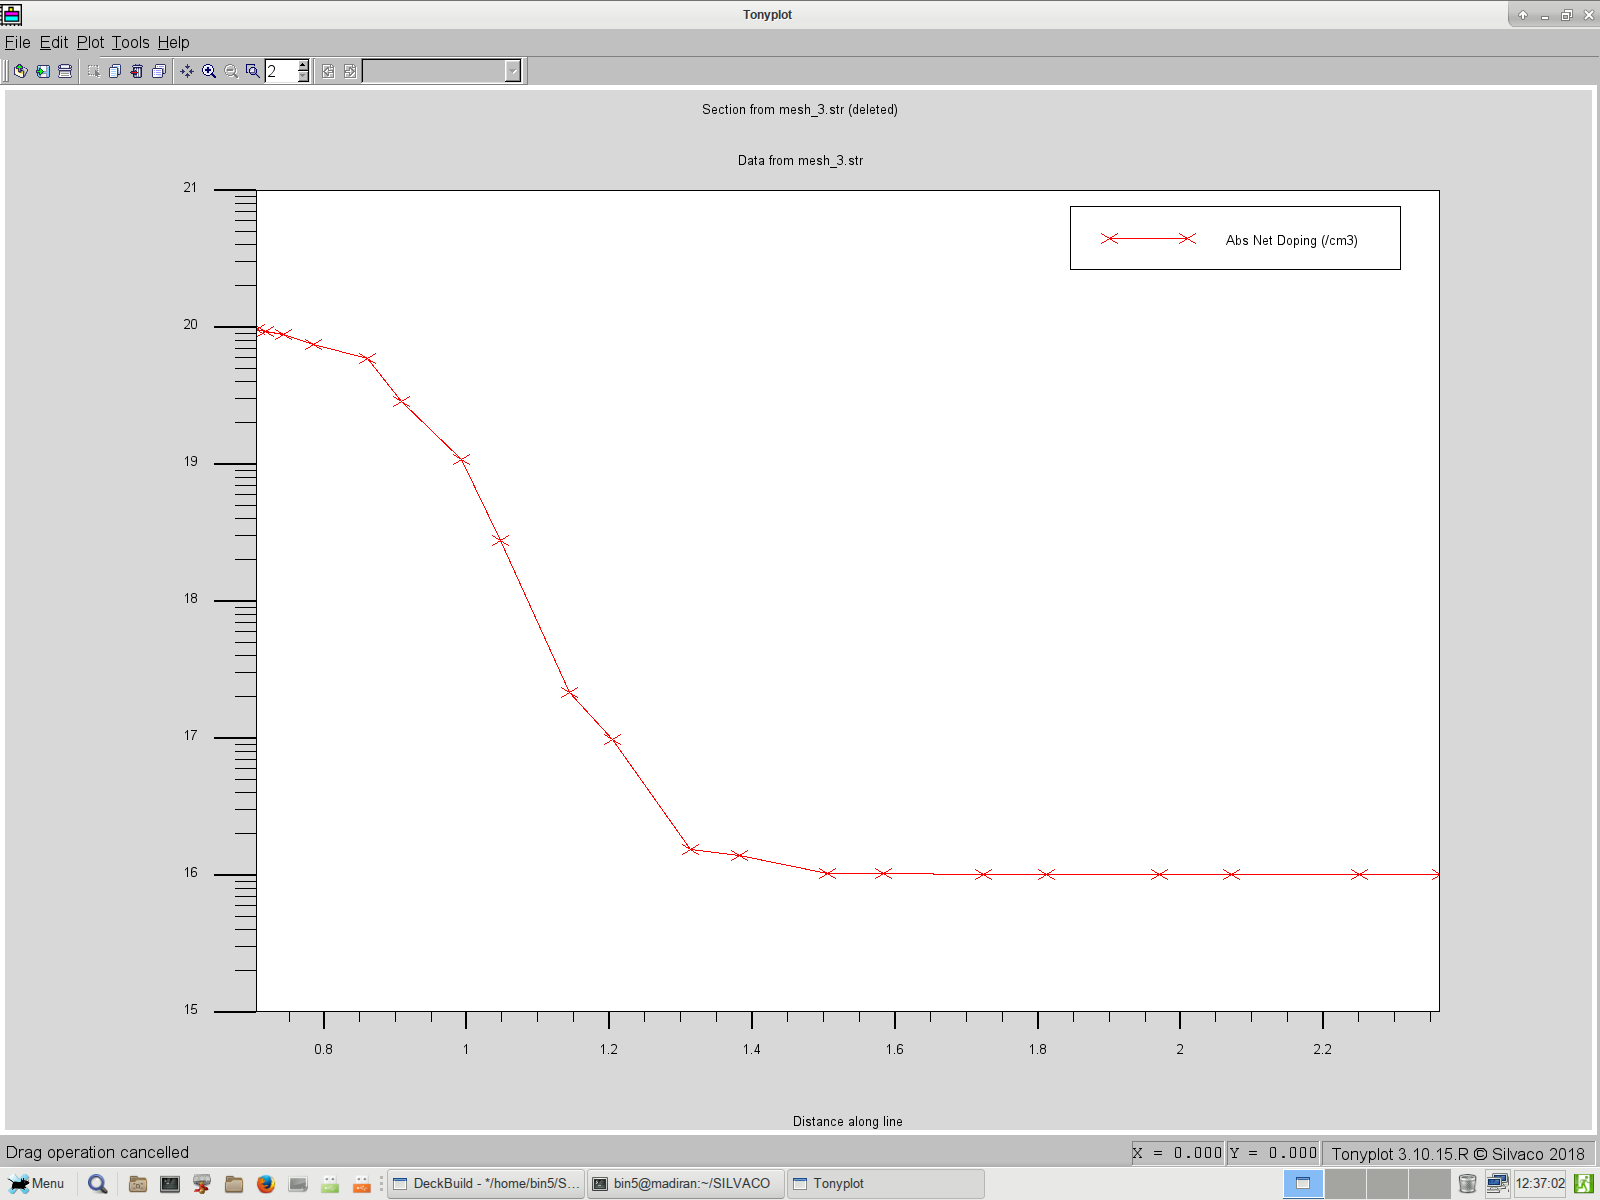 Tonyplot
File Edit Plot Tools Help
2
Section from mesh_3.str (deleted)
Data from mesh_3.str
21
20
19
18
17
16
15
Abs Net Doping (/cm3)
0.8 1 1.2 1.4 1.6 1.8 2 2.2
Distance along line
Drag operation cancelled
X = 0.000 Y = 0.000 Tonyplot 3.10.15.R © Silvaco 2018
Menu DeckBuild - */home/bin5/S... bin5@madiran:~/SILVACO Tonyplot 12:37:02